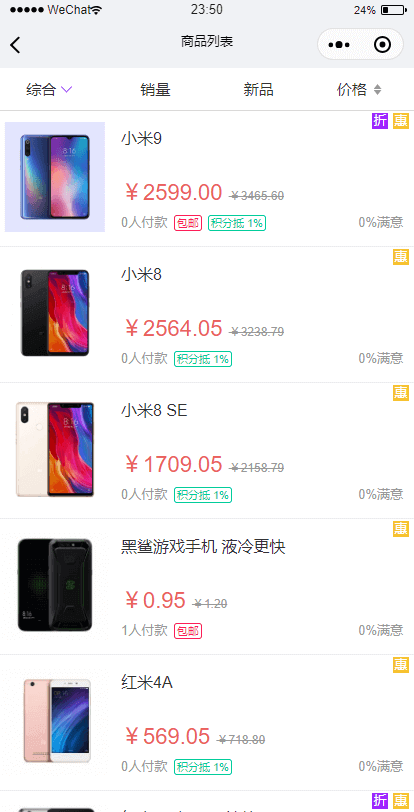 ●●●●● WeChat 23:50 24%
商品列表
综合 销量 新品 价格
折 惠
小米9
¥2599.00 ¥3465.60
0人付款 包邮 积分抵 1% 0%满意
惠
小米8
¥2564.05 ¥3238.79
0人付款 积分抵 1% 0%满意
惠
小米8 SE
¥1709.05 ¥2158.79
0人付款 积分抵 1% 0%满意
惠
黑鲨游戏手机 液冷更快
¥0.95 ¥1.20
1人付款 包邮 0%满意
惠
红米4A
¥569.05 ¥718.80
0人付款 积分抵 1% 0%满意
折 惠